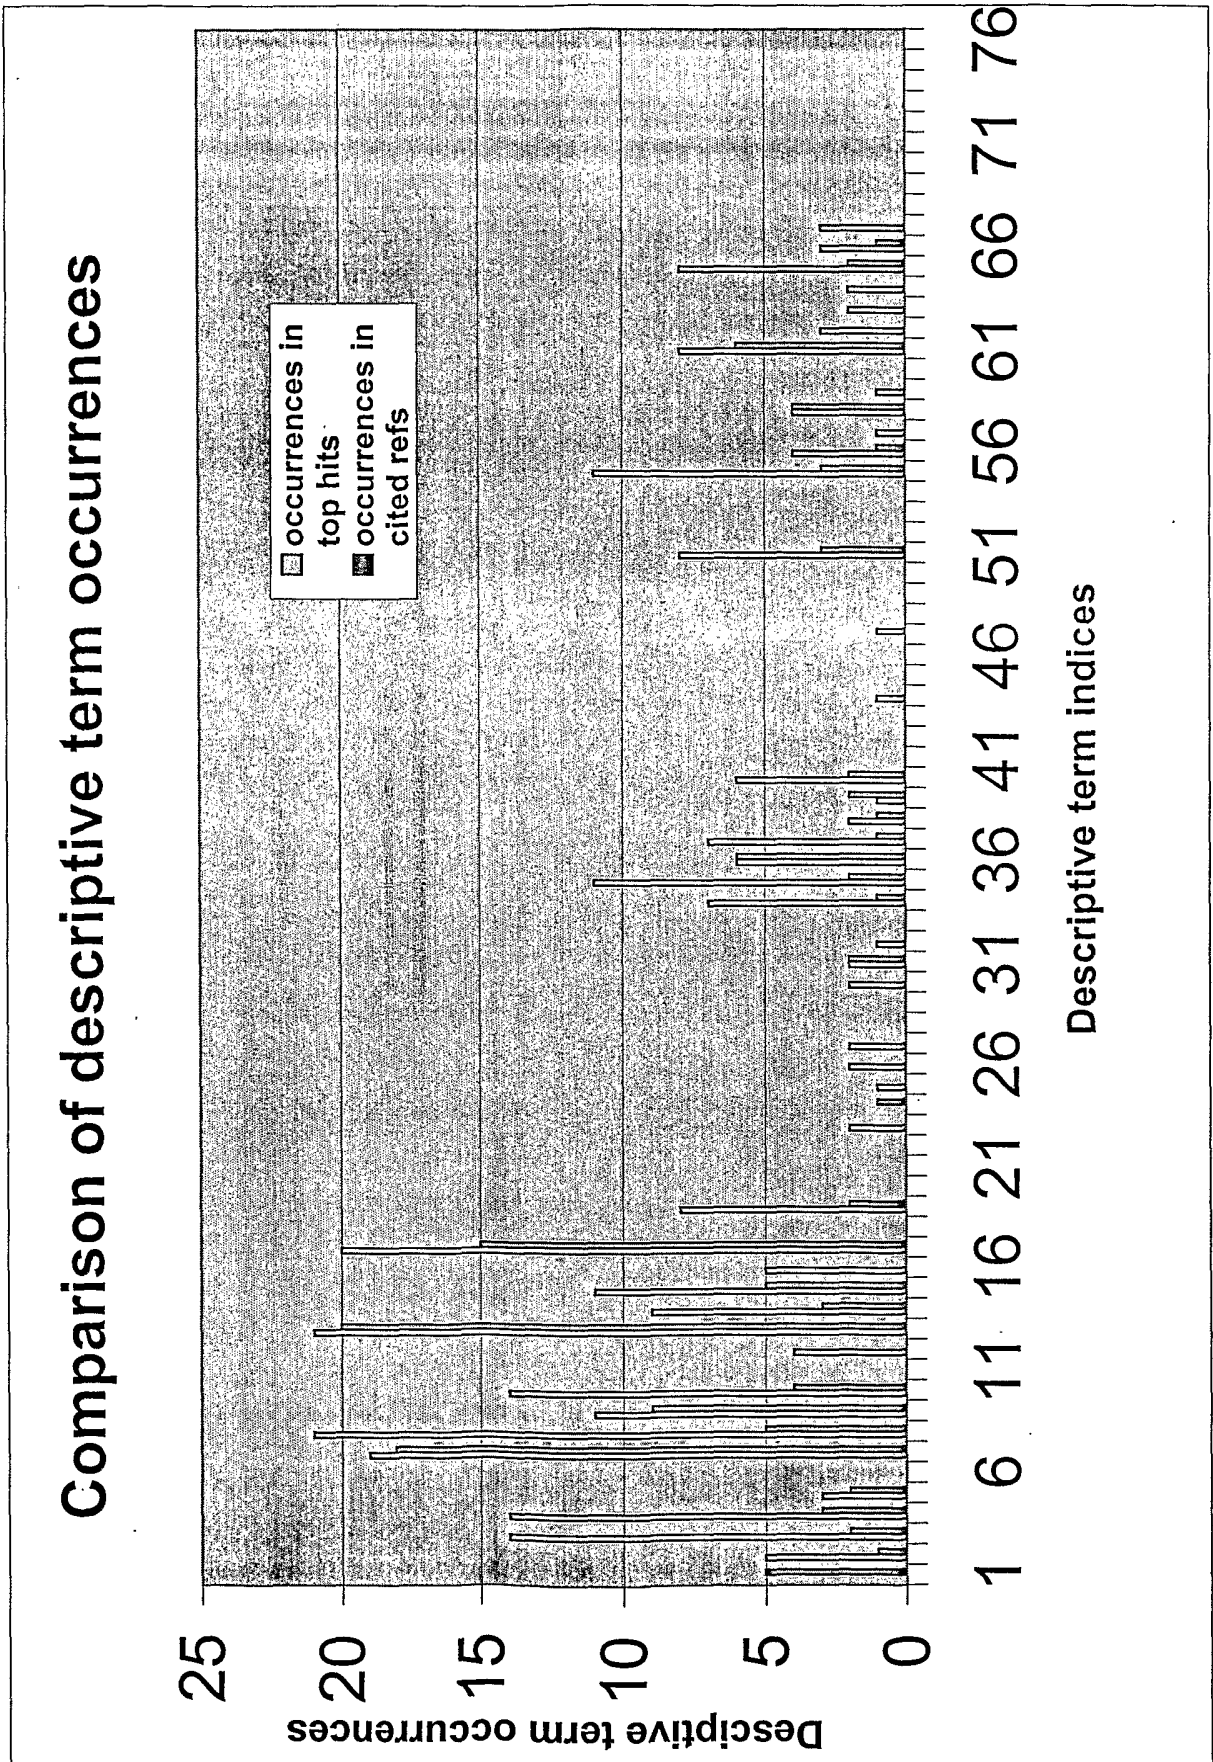 Comparison of descriptive term occurrences
occurrences in
top hits
occurrences in
cited refs
25
20
15
10
5
0
Desciptive term occurrences
1 6 11 16 21 26 31 36 41 46 51 56 61 66 71 76
Descriptive term indices